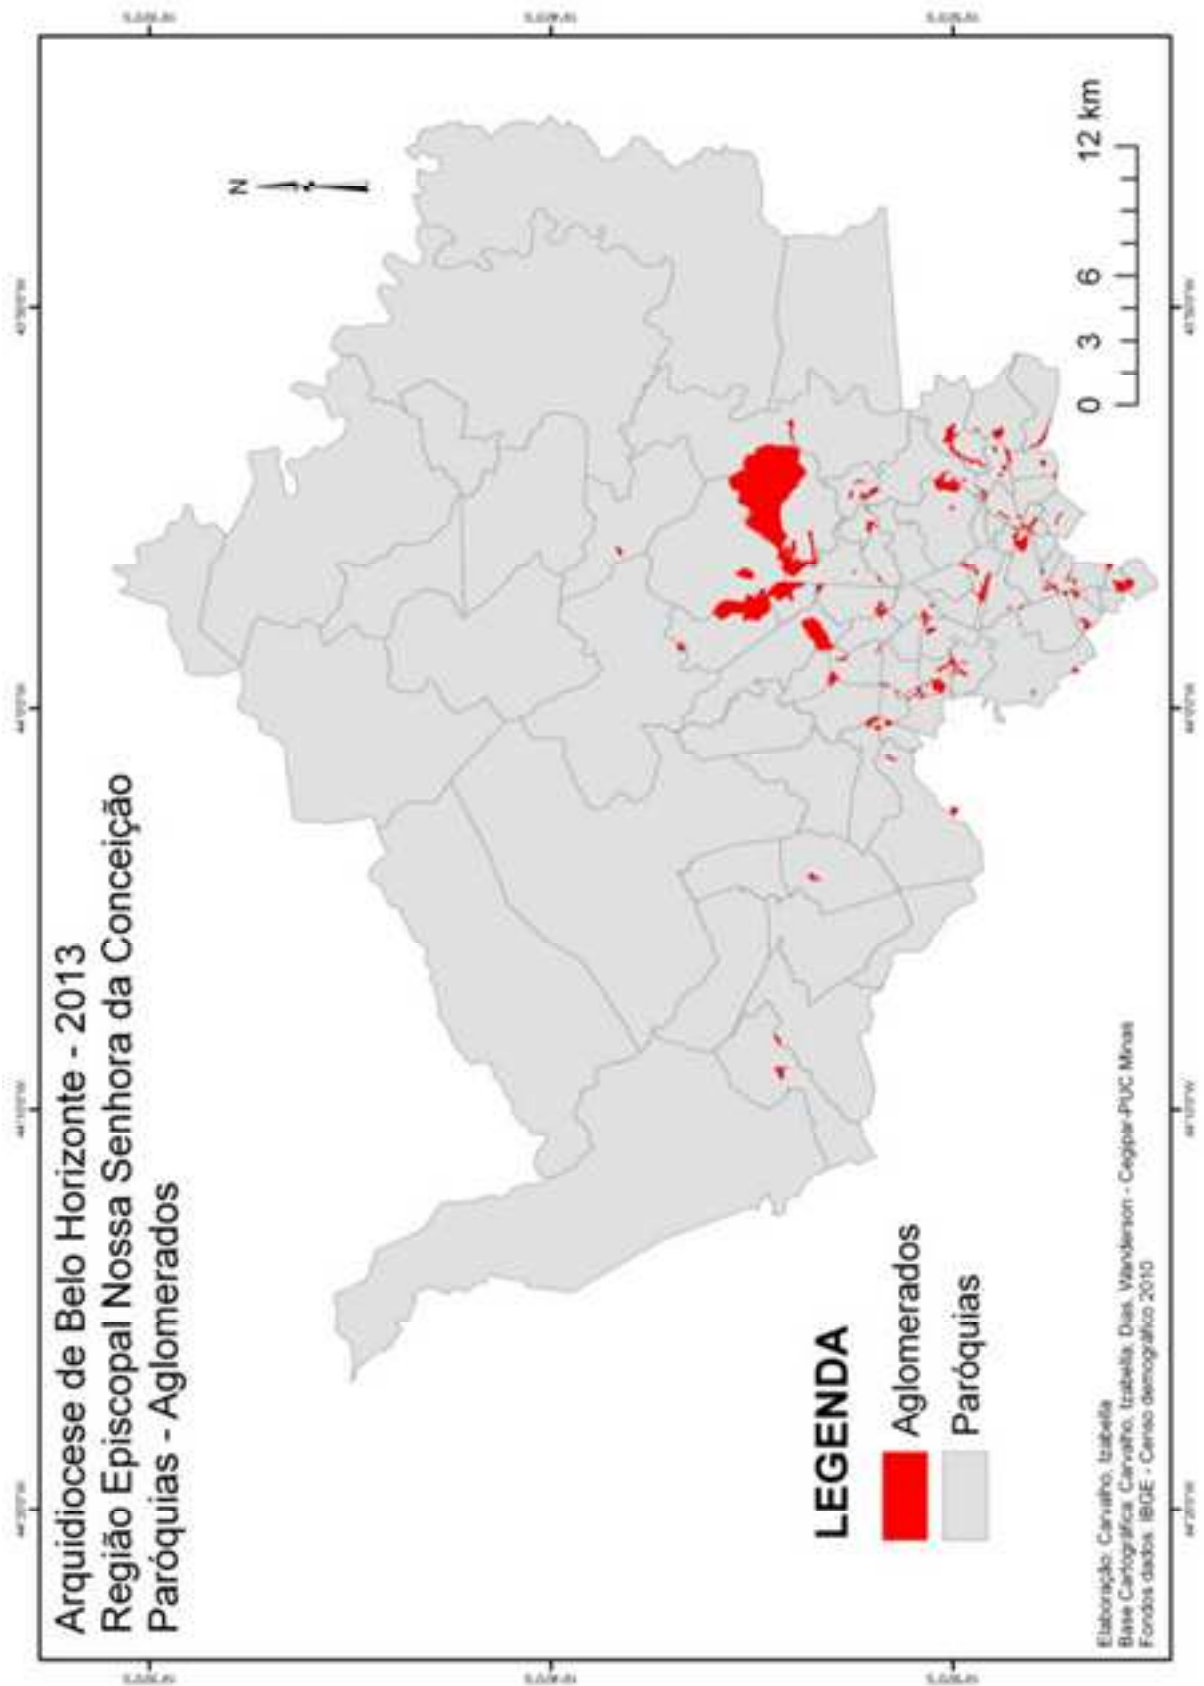 Arquidiocese de Belo Horizonte - 2013
Região Episcopal Nossa Senhora da Conceição
Paróquias - Aglomerados
N
LEGENDA
Aglomerados
Paróquias
0 3 6 12 km
Elaboração: Carvalho, Izabella
Base Cartográfica: Carvalho, Izabella, Dias, Wanderson - Cegipar-PUC Minas
Fondos dados: IBGE - Censo demográfico 2010